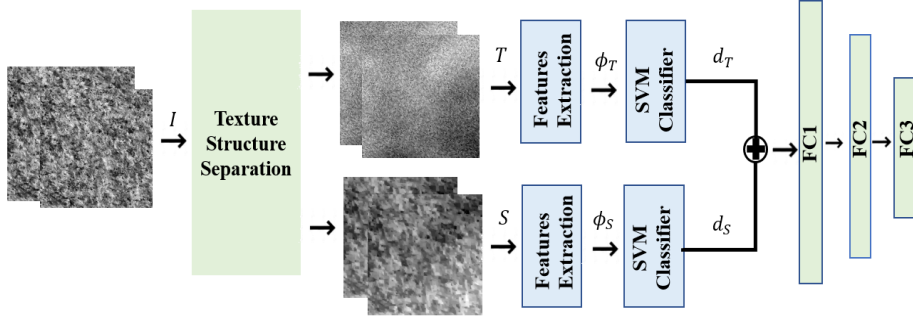 I
Texture
Structure
Separation
T
Features
Extraction
ϕ_T
SVM
Classifier
d_T
S
Features
Extraction
ϕ_S
SVM
Classifier
d_S
FC1
FC2
FC3